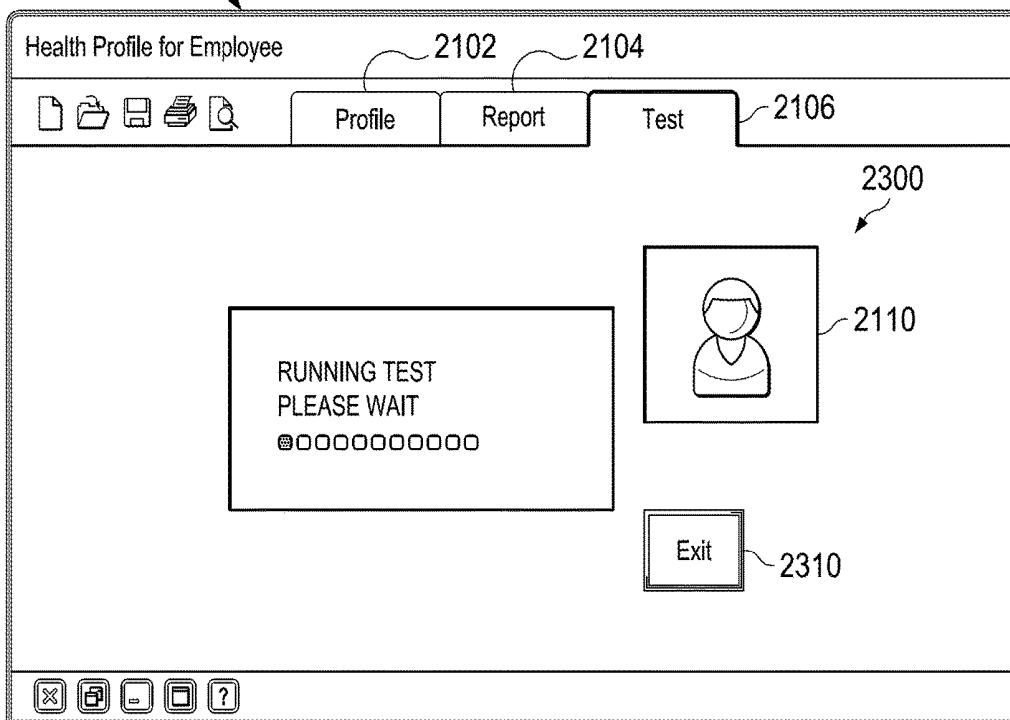 Health Profile for Employee
2102
2104
Profile
Report
Test
2106
2300
2110
RUNNING TEST
PLEASE WAIT
Exit
2310
?